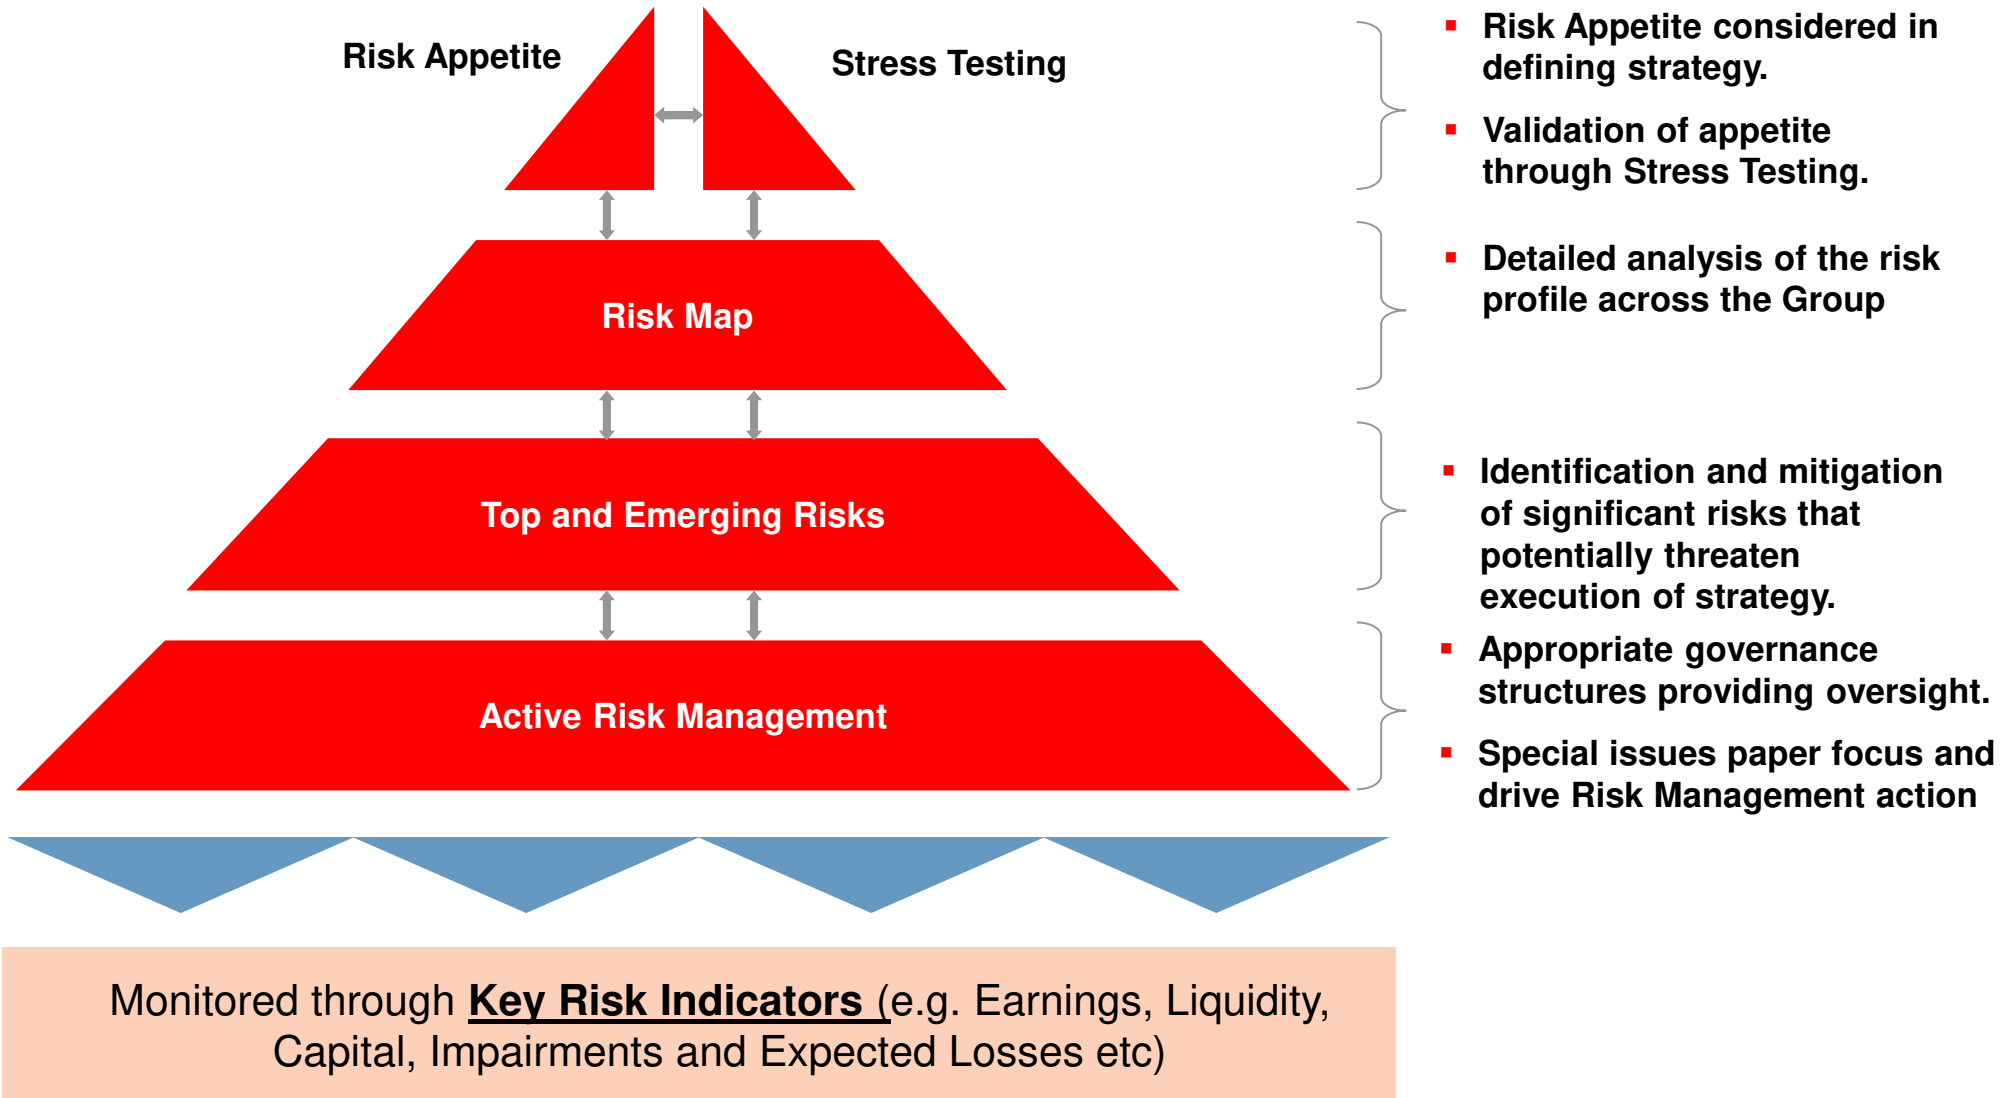 Risk Appetite
Stress Testing
▪ Risk Appetite considered in
defining strategy.
▪ Validation of appetite
through Stress Testing.
Risk Map
▪ Detailed analysis of the risk
profile across the Group
Top and Emerging Risks
▪ Identification and mitigation
of significant risks that
potentially threaten
execution of strategy.
Active Risk Management
▪ Appropriate governance
structures providing oversight.
▪ Special issues paper focus and
drive Risk Management action
Monitored through Key Risk Indicators (e.g. Earnings, Liquidity,
Capital, Impairments and Expected Losses etc)